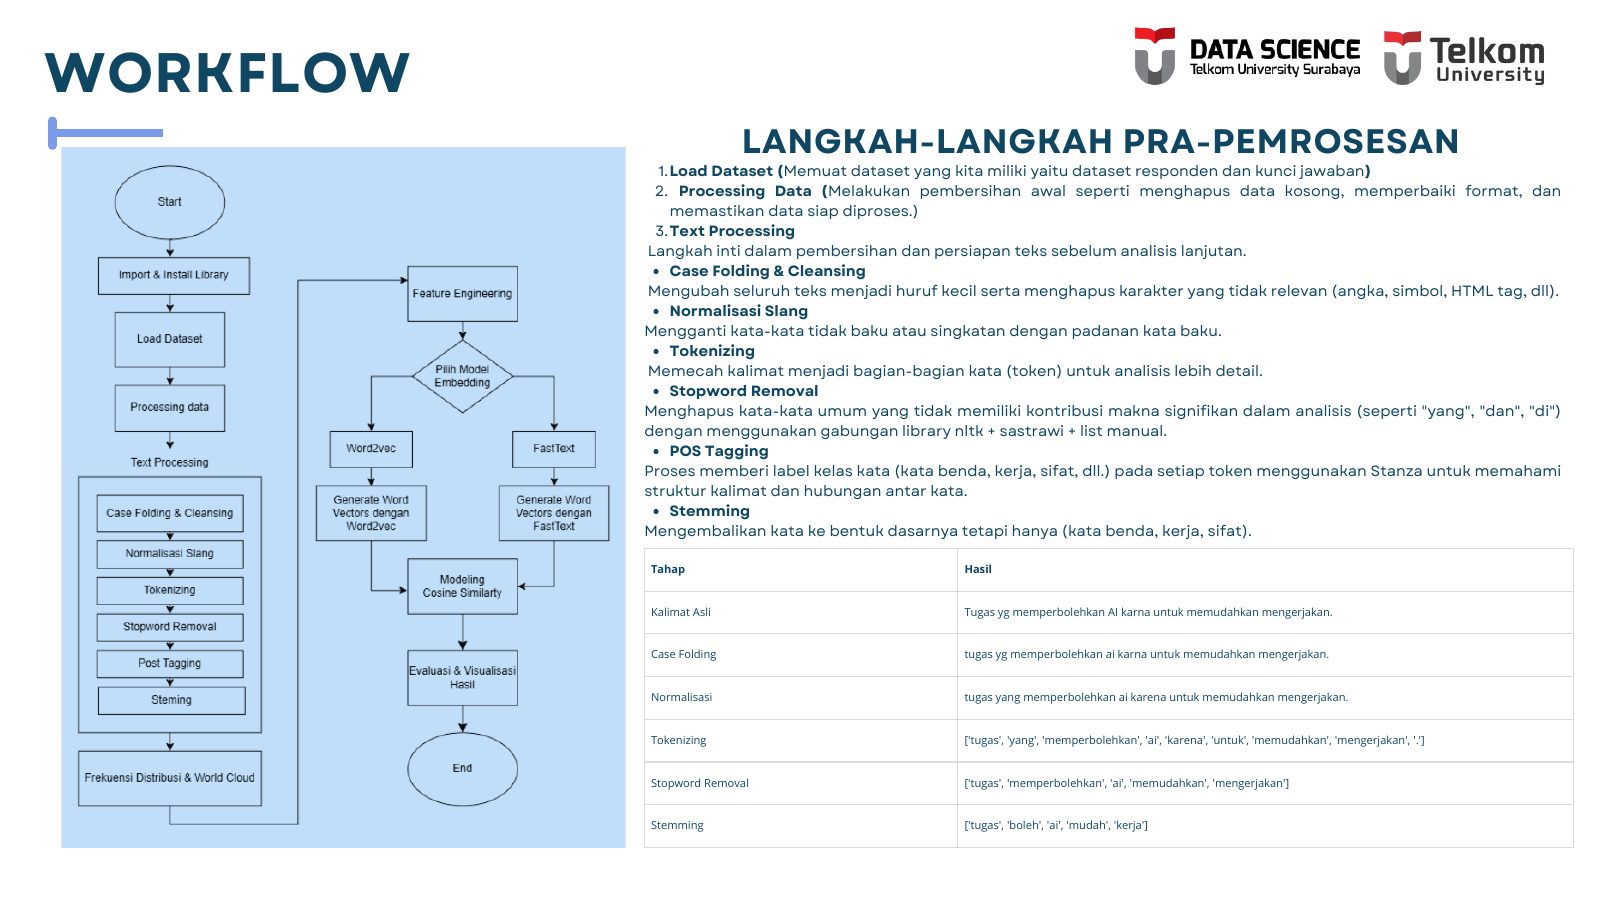 WORKFLOW
DATA SCIENCE
Telkom University Surabaya
Telkom
University
Start
Import & Install Library
Load Dataset
Processing data
Text Processing
Case Folding & Cleansing
Normalisasi Slang
Tokenizing
Stopword Removal
Post Tagging
Steming
Frekuensi Distribusi & World Cloud
Feature Engineering
Pilih Model
Embedding
Word2vec
FastText
Generate Word
Vectors dengan
Word2vec
Generate Word
Vectors dengan
FastText
Modeling
Cosine Similarty
Evaluasi & Visualisasi
Hasil
End
LANGKAH-LANGKAH PRA-PEMROSESAN
1. Load Dataset (Memuat dataset yang kita miliki yaitu dataset responden dan kunci jawaban)
2. Processing Data (Melakukan pembersihan awal seperti menghapus data kosong, memperbaiki format, dan
memastikan data siap diproses.)
3. Text Processing
Langkah inti dalam pembersihan dan persiapan teks sebelum analisis lanjutan.
• Case Folding & Cleansing
Mengubah seluruh teks menjadi huruf kecil serta menghapus karakter yang tidak relevan (angka, simbol, HTML tag, dll).
• Normalisasi Slang
Mengganti kata-kata tidak baku atau singkatan dengan padanan kata baku.
• Tokenizing
Memecah kalimat menjadi bagian-bagian kata (token) untuk analisis lebih detail.
• Stopword Removal
Menghapus kata-kata umum yang tidak memiliki kontribusi makna signifikan dalam analisis (seperti "yang", "dan", "di")
dengan menggunakan gabungan library nltk + sastrawi + list manual.
• POS Tagging
Proses memberi label kelas kata (kata benda, kerja, sifat, dll.) pada setiap token menggunakan Stanza untuk memahami
struktur kalimat dan hubungan antar kata.
• Stemming
Mengembalikan kata ke bentuk dasarnya tetapi hanya (kata benda, kerja, sifat).
Tahap Hasil
Kalimat Asli Tugas yg memperbolehkan AI karna untuk memudahkan mengerjakan.
Case Folding tugas yg memperbolehkan ai karna untuk memudahkan mengerjakan.
Normalisasi tugas yang memperbolehkan ai karena untuk memudahkan mengerjakan.
Tokenizing ['tugas', 'yang', 'memperbolehkan', 'ai', 'karena', 'untuk', 'memudahkan', 'mengerjakan', '.']
Stopword Removal ['tugas', 'memperbolehkan', 'ai', 'memudahkan', 'mengerjakan']
Stemming ['tugas', 'boleh', 'ai', 'mudah', 'kerja']